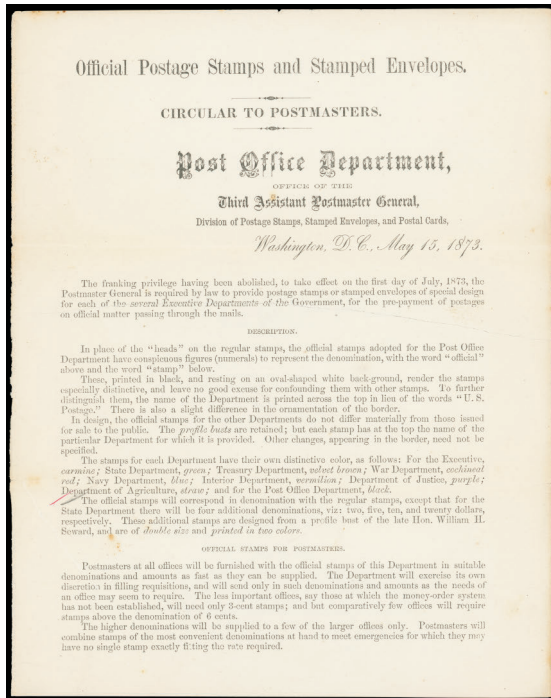 Official Postage Stamps and Stamped Envelopes.
CIRCULAR TO POSTMASTERS.
Post Office Department,
OFFICE OF THE
Third Assistant Postmaster General,
Division of Postage Stamps, Stamped Envelopes, and Postal Cards,
Washington, D. C., May 15, 1873.
The franking privilege having been abolished, to take effect on the first day of July, 1873, the
Postmaster General is required by law to provide postage stamps or stamped envelopes of special design
for each of the several Executive Departments of the Government, for the pre-payment of postages
on official matter passing through the mails.
DESCRIPTION.
In place of the "heads" on the regular stamps, the official stamps adopted for the Post Office
Department have conspicuous figures (numerals) to represent the denomination, with the word "official"
above and the word "stamp" below.
These, printed in black, and resting on an oval-shaped white back-ground, render the stamps
especially distinctive, and leave no good excuse for confounding them with other stamps. To further
distinguish them, the name of the Department is printed across the top in lieu of the words "U. S.
Postage." There is also a slight difference in the ornamentation of the border.
In design, the official stamps for the other Departments do not differ materially from those issued
for sale to the public. The profile busts are retained; but each stamp has at the top the name of the
particular Department for which it is provided. Other changes, appearing in the border, need not be
specified.
The stamps for each Department have their own distinctive color, as follows: For the Executive,
carmine; State Department, green; Treasury Department, velvet brown; War Department, cochineal
red; Navy Department, blue; Interior Department, vermilion; Department of Justice, purple;
Department of Agriculture, straw; and for the Post Office Department, black.
The official stamps will correspond in denomination with the regular stamps, except that for the
State Department there will be four additional denominations, viz: two, five, ten, and twenty dollars,
respectively. These additional stamps are designed from a profile bust of the late Hon. William H.
Seward, and are of double size and printed in two colors.
OFFICIAL STAMPS FOR POSTMASTERS.
Postmasters at all offices will be furnished with the official stamps of this Department in suitable
denominations and amounts as fast as they can be supplied. The Department will exercise its own
discretion in filling requisitions, and will send only in such denominations and amounts as the needs of
an office may seem to require. The less important offices, say those at which the money-order system
has not been established, will need only 3-cent stamps; and but comparatively few offices will require
stamps above the denomination of 6 cents.
The higher denominations will be supplied to a few of the larger offices only. Postmasters will
combine stamps of the most convenient denominations at hand to meet emergencies for which they may
have no single stamp exactly fitting the rate required.